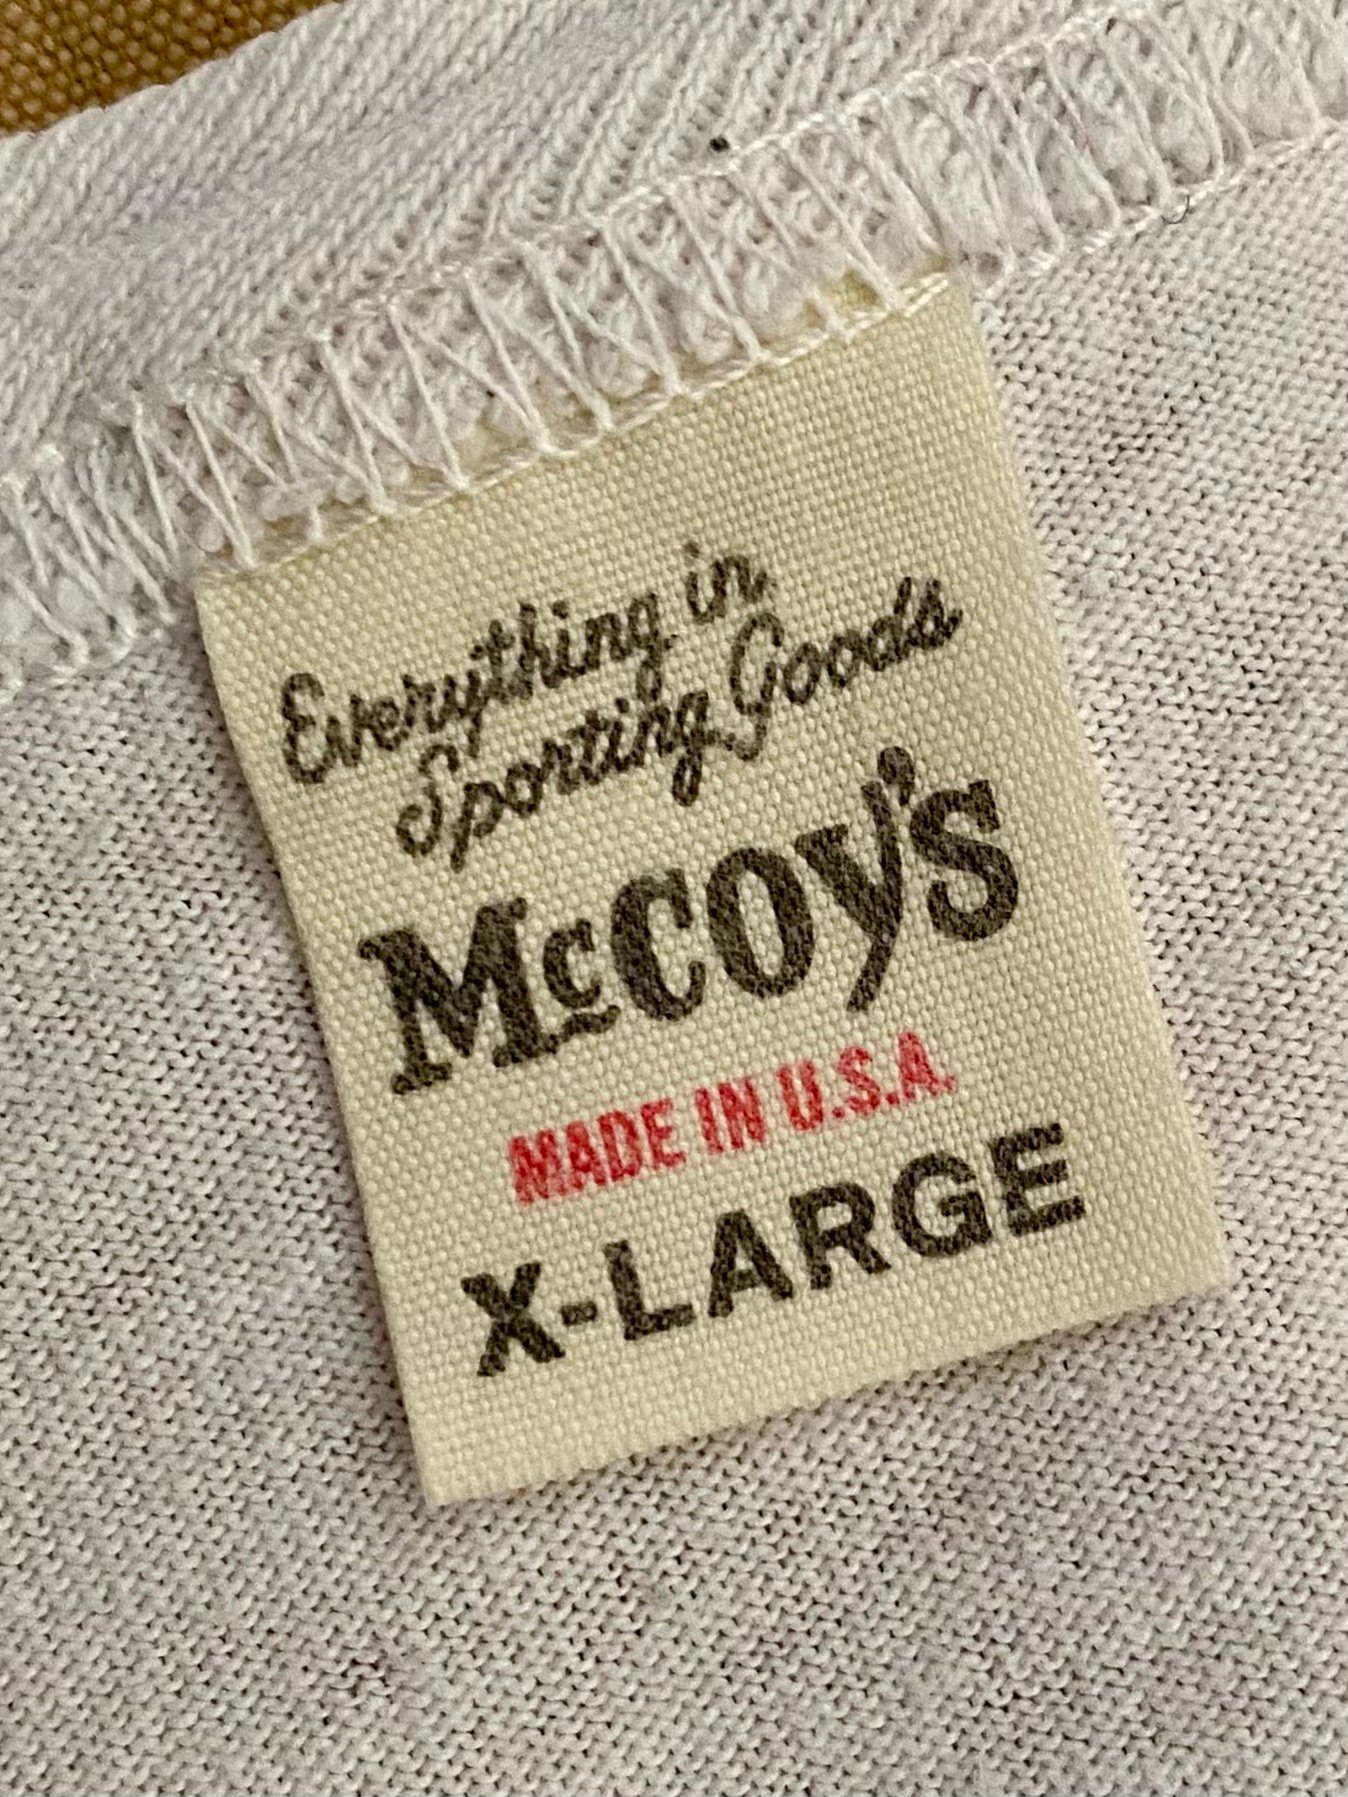 Everything in
Sporting Goods
McCOY'S
MADE IN U.S.A.
X-LARGE